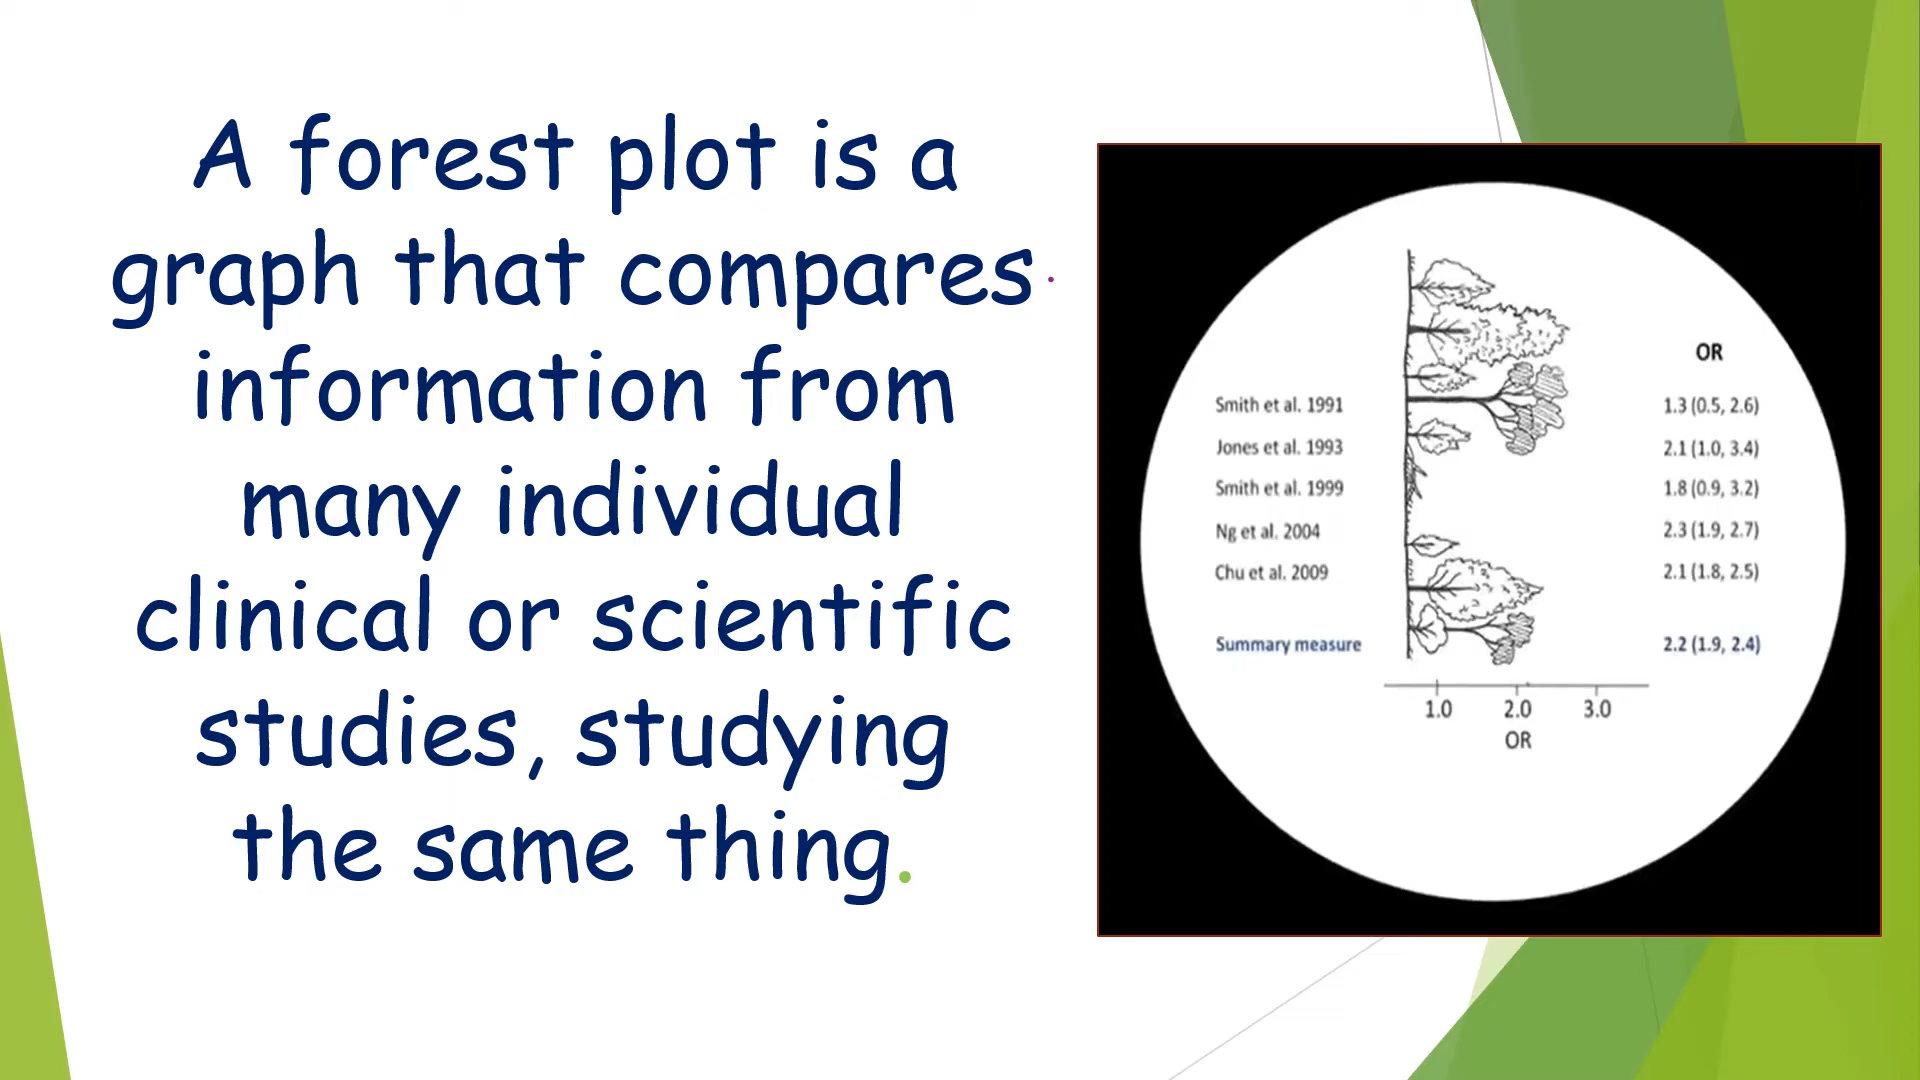 A forest plot is a
graph that compares
information from
many individual
clinical or scientific
studies, studying
the same thing.
OR
Smith et al. 1991 1.3 (0.5, 2.6)
Jones et al. 1993 2.1 (1.0, 3.4)
Smith et al. 1999 1.8 (0.9, 3.2)
Ng et al. 2004 2.3 (1.9, 2.7)
Chu et al. 2009 2.1 (1.8, 2.5)
Summary measure 2.2 (1.9, 2.4)
1.0 2.0 3.0
OR